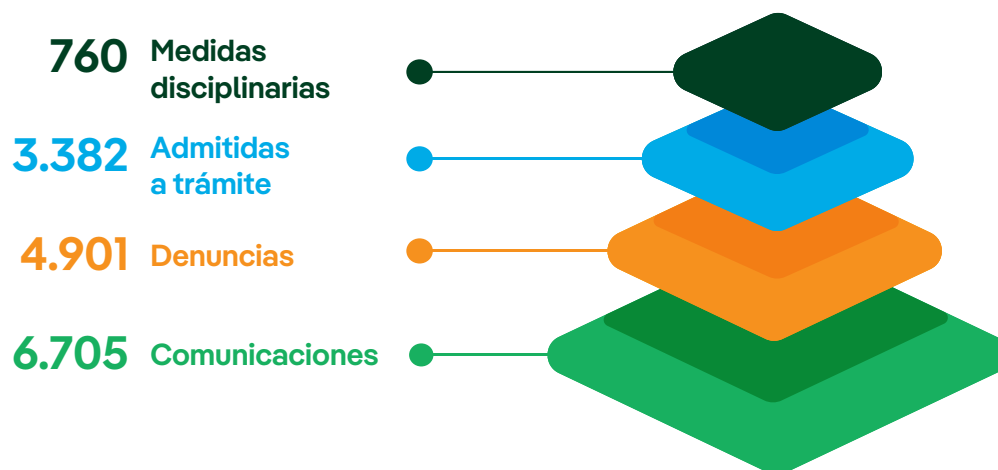 760 Medidas
disciplinarias
3.382 Admitidas
a trámite
4.901 Denuncias
6.705 Comunicaciones